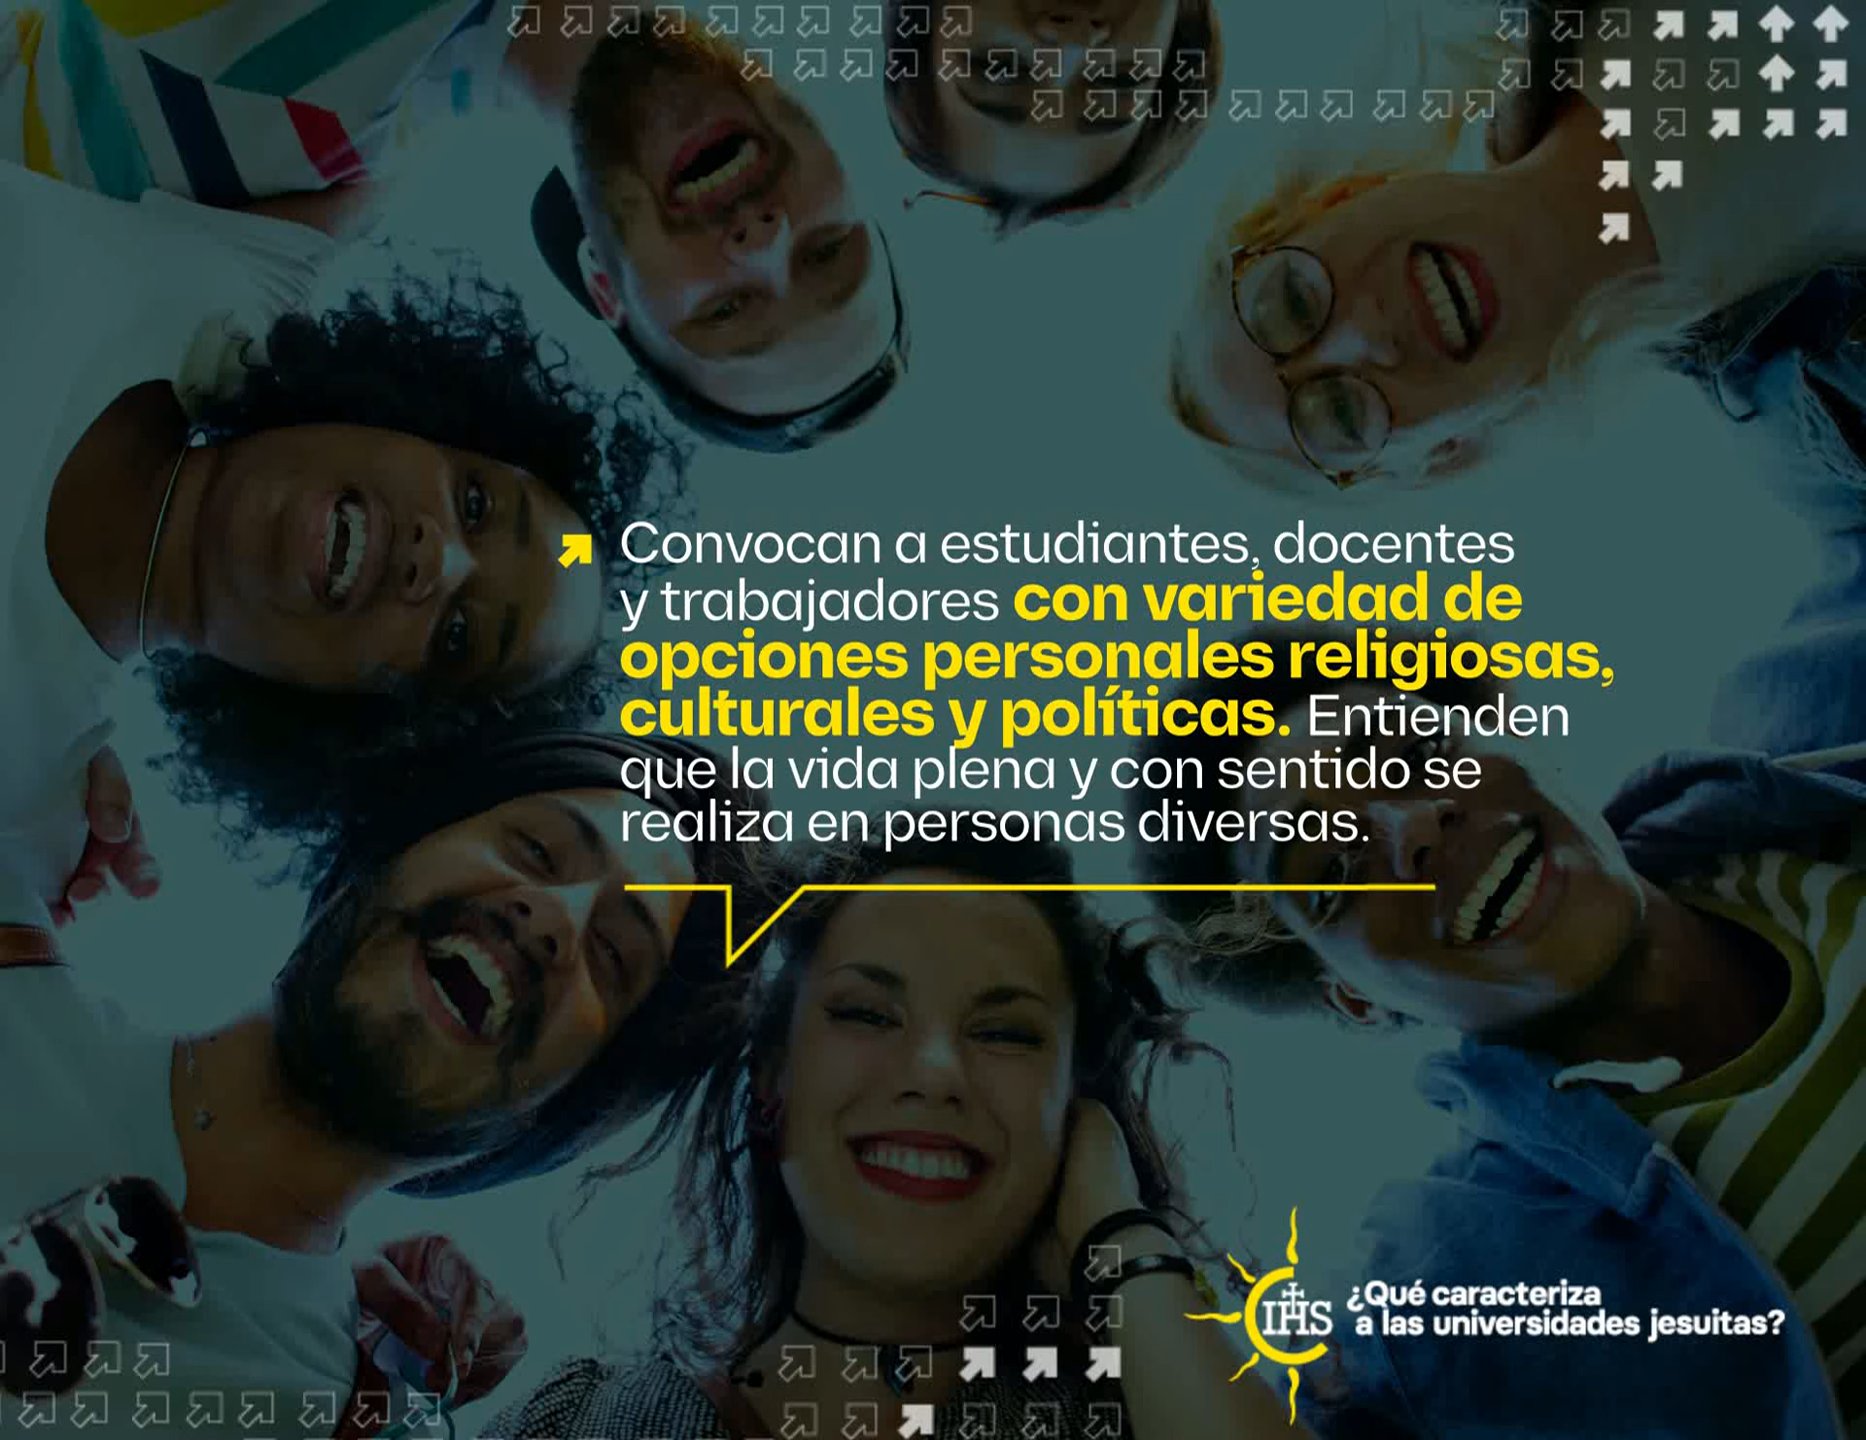 Convocan a estudiantes, docentes
y trabajadores con variedad de
opciones personales religiosas,
culturales y políticas. Entienden
que la vida plena y con sentido se
realiza en personas diversas.
IHS
¿Qué caracteriza
a las universidades jesuitas?